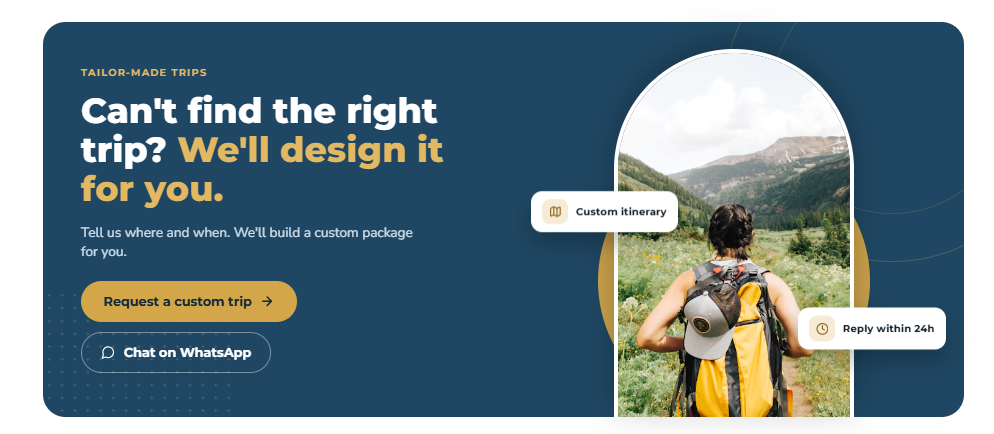 TAILOR-MADE TRIPS
Can't find the right
trip? We'll design it
for you.
Tell us where and when. We'll build a custom package
for you.
Request a custom trip
Chat on WhatsApp
Custom itinerary
Reply within 24h